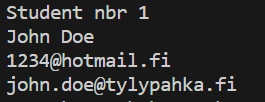 Student nbr 1
John Doe
1234@hotmail.fi
john.doe@tylypahka.fi